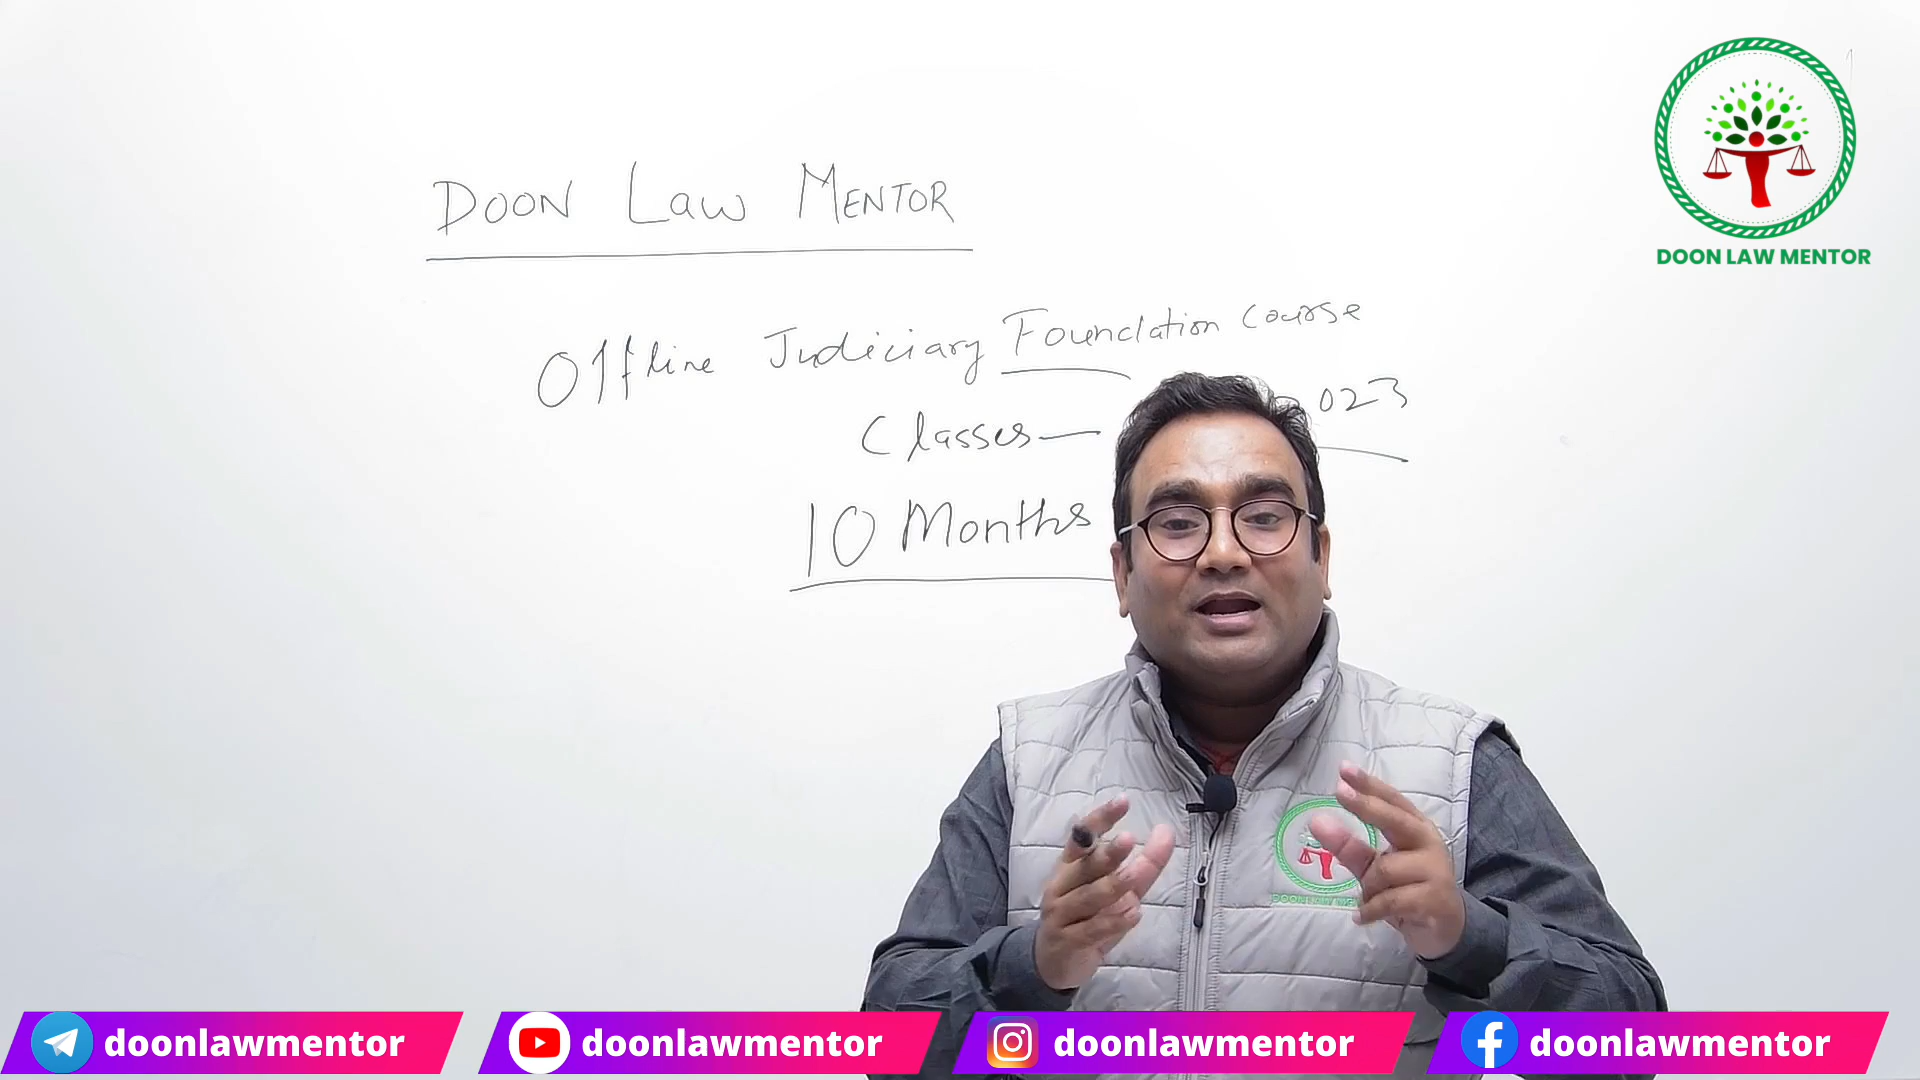 DOON LAW MENTOR
DOON LAW MENTOR
Offline Judiciary Foundation Course
Classes —
10 Months
doonlawmentor
doonlawmentor
doonlawmentor
doonlawmentor